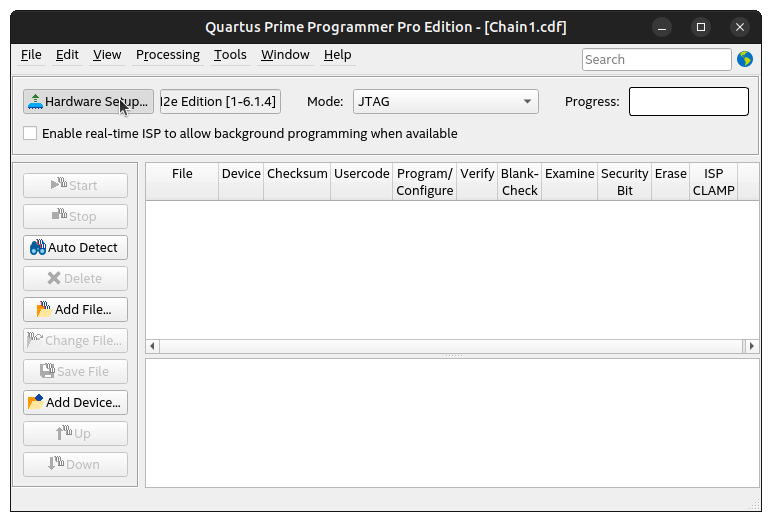 Quartus Prime Programmer Pro Edition - [Chain1.cdf]
File Edit View Processing Tools Window Help
Search
Hardware Setup...
2e Edition [1-6.1.4]
Mode:
JTAG
Progress:
Enable real-time ISP to allow background programming when available
Start
Stop
Auto Detect
Delete
Add File...
Change File...
Save File
Add Device...
Up
Down
File Device Checksum Usercode Program/ Verify Blank- Examine Security Erase ISP
Configure Check Bit CLAMP